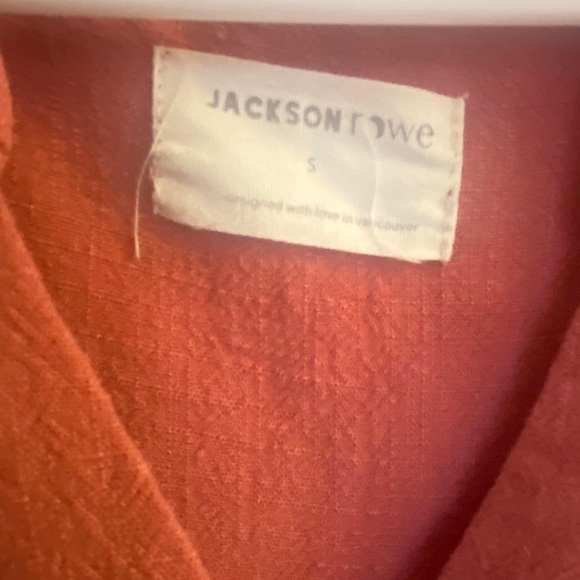 JACKSON rowe
S
designed with love in vancouver